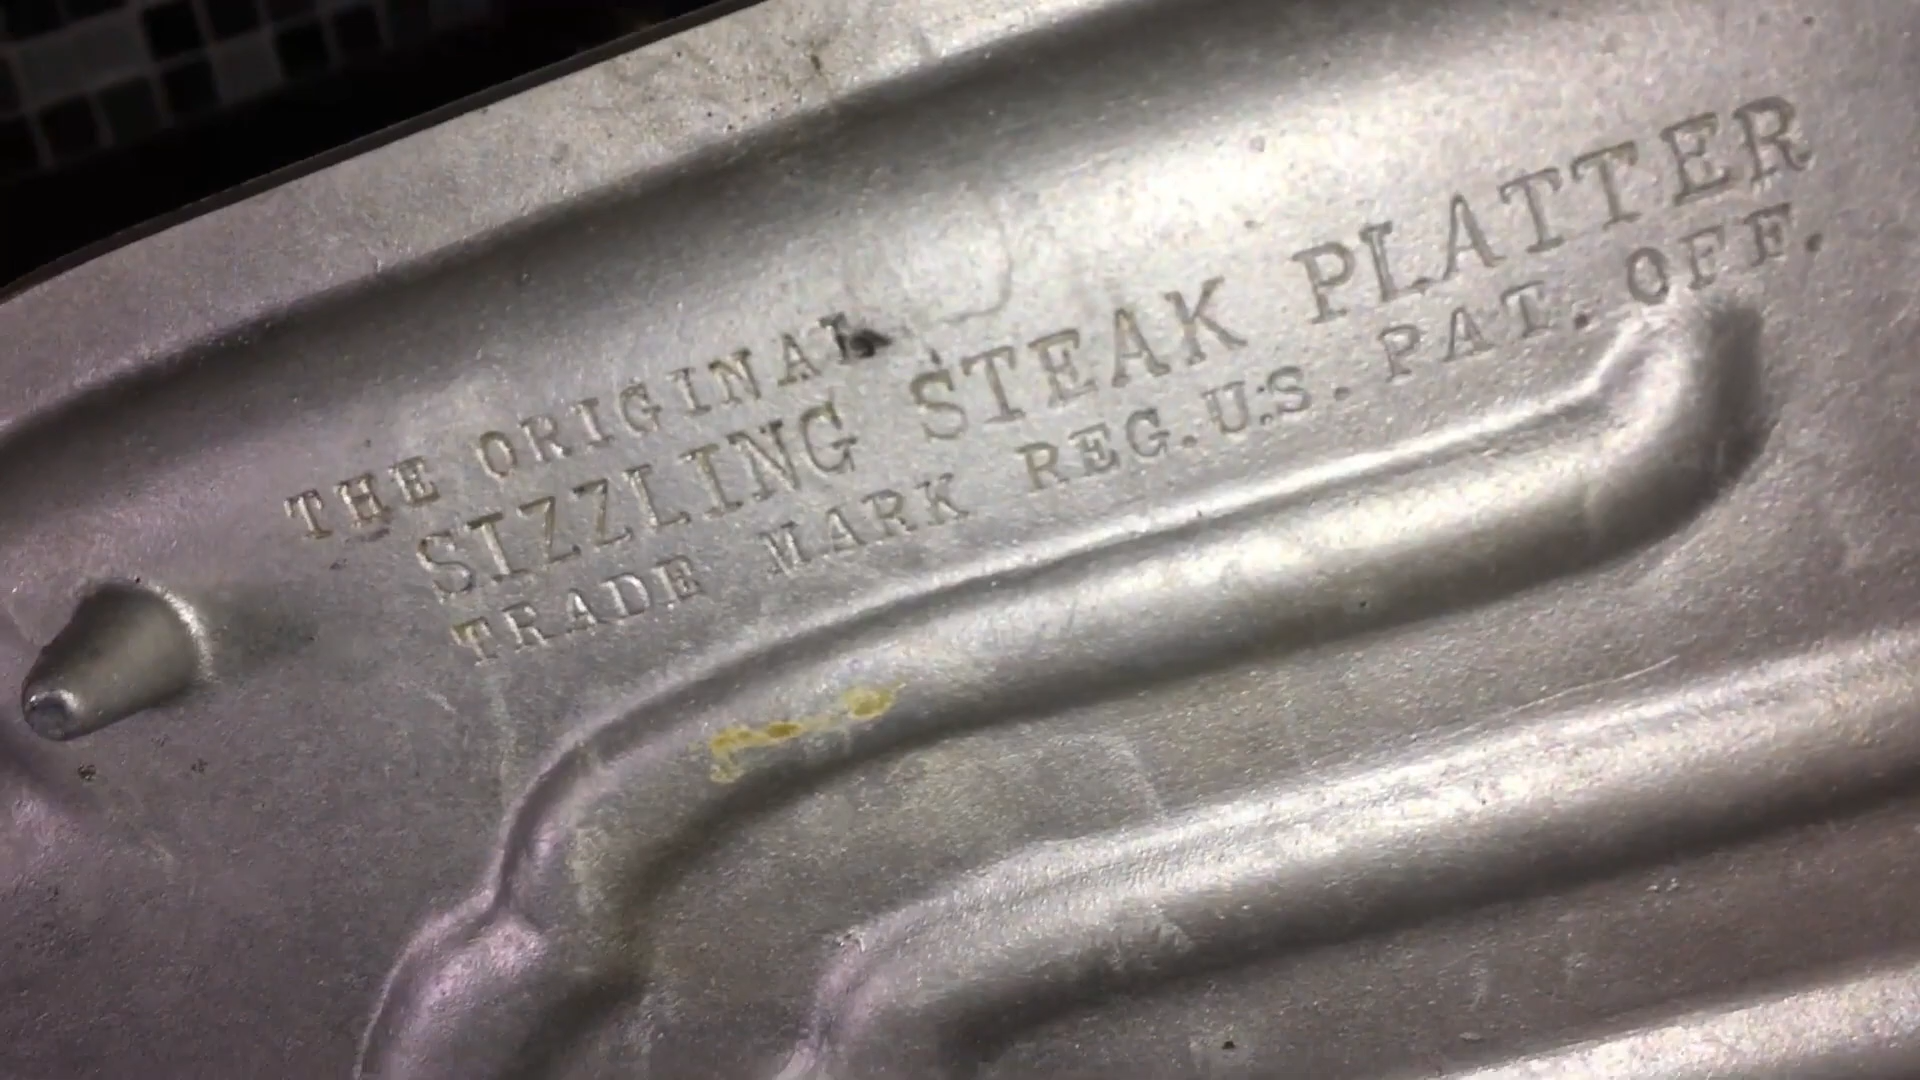 THE ORIGINAL
SIZZLING STEAK PLATTER
TRADE MARK REG. U.S. PAT. OFF.